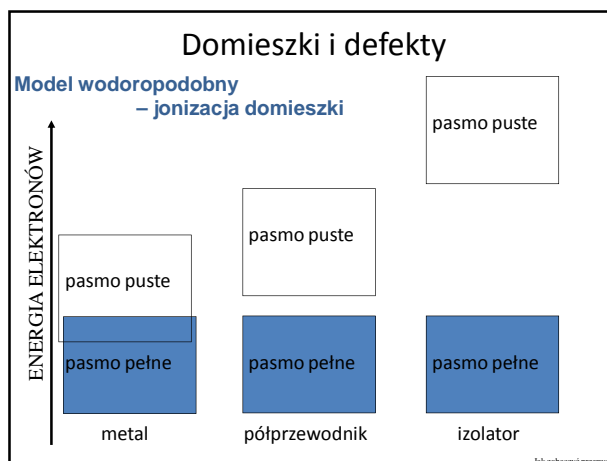 Domieszki i defekty
Model wodoropodobny
– jonizacja domieszki
ENERGIA ELEKTRONÓW
pasmo puste
pasmo puste
pasmo puste
pasmo pełne
pasmo pełne
pasmo pełne
metal
półprzewodnik
izolator